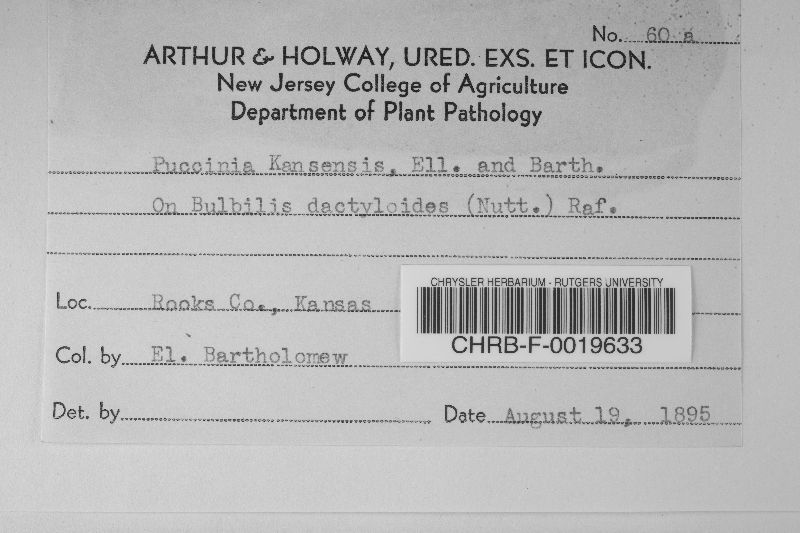 No. 60 a
ARTHUR & HOLWAY, URED. EXS. ET ICON.
New Jersey College of Agriculture
Department of Plant Pathology
Puccinia Kansensis, Ell. and Barth.
On Bulbilis dactyloides (Nutt.) Raf.
Loc. Rooks Co., Kansas
CHRYSLER HERBARIUM - RUTGERS UNIVERSITY
CHRB-F-0019633
Col. by El. Bartholomew
Det. by
Date August 19, 1895